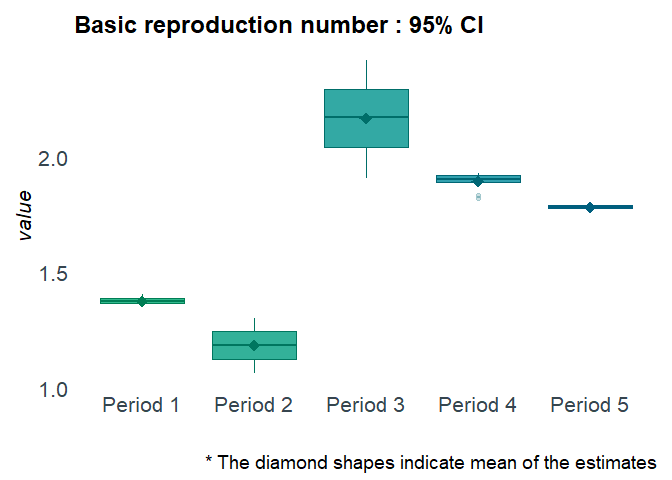 Basic reproduction number : 95% CI
value
2.0
1.5
1.0
Period 1 Period 2 Period 3 Period 4 Period 5
* The diamond shapes indicate mean of the estimates